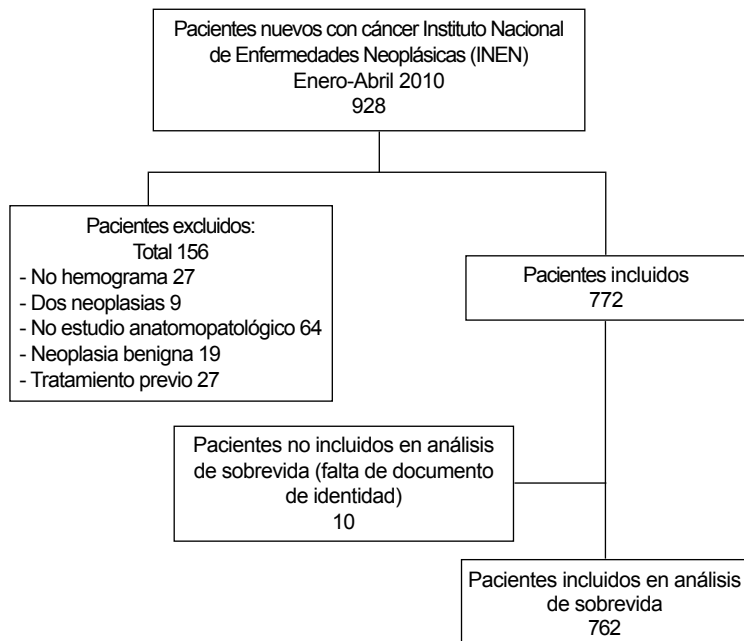 Pacientes nuevos con cáncer Instituto Nacional
de Enfermedades Neoplásicas (INEN)
Enero-Abril 2010
928
Pacientes excluidos:
Total 156
- No hemograma 27
- Dos neoplasias 9
- No estudio anatomopatológico 64
- Neoplasia benigna 19
- Tratamiento previo 27
Pacientes incluidos
772
Pacientes no incluidos en análisis
de sobrevida (falta de documento
de identidad)
10
Pacientes incluidos en análisis
de sobrevida
762